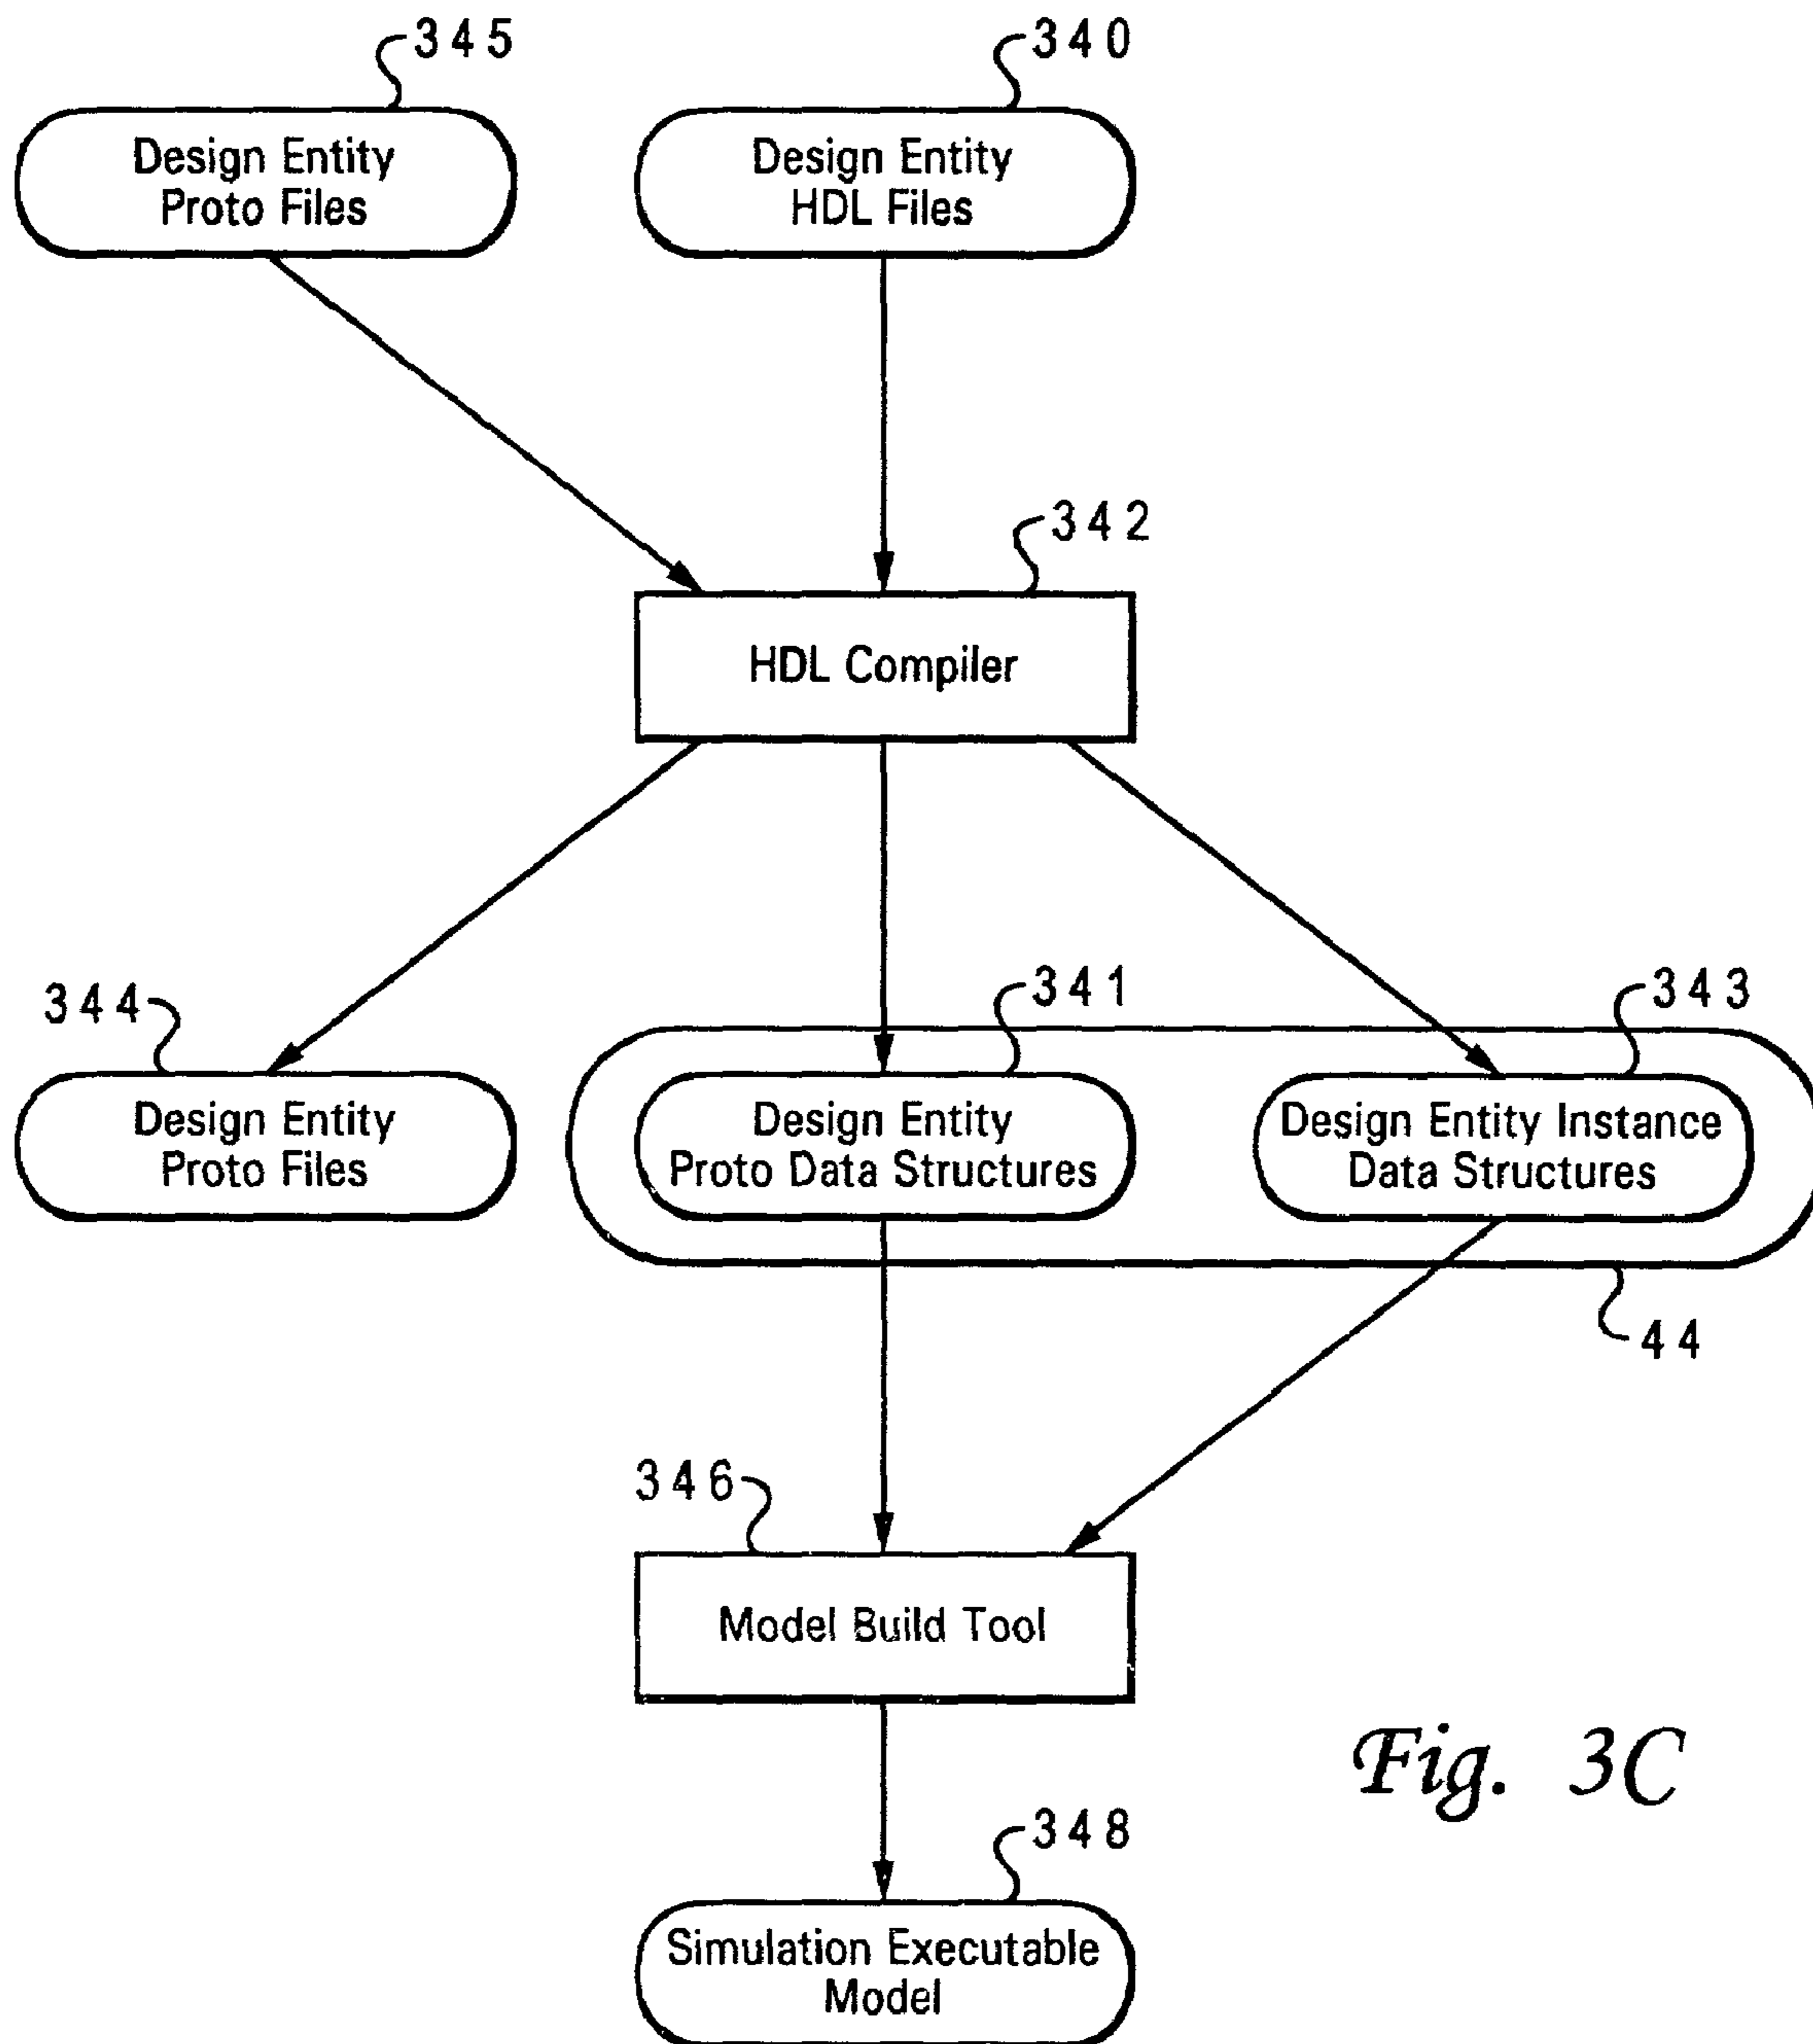 345
340
Design Entity
Proto Files
Design Entity
HDL Files
342
HDL Compiler
344
341
343
Design Entity
Proto Files
Design Entity
Proto Data Structures
Design Entity Instance
Data Structures
44
346
Model Build Tool
Fig. 3C
348
Simulation Executable
Model